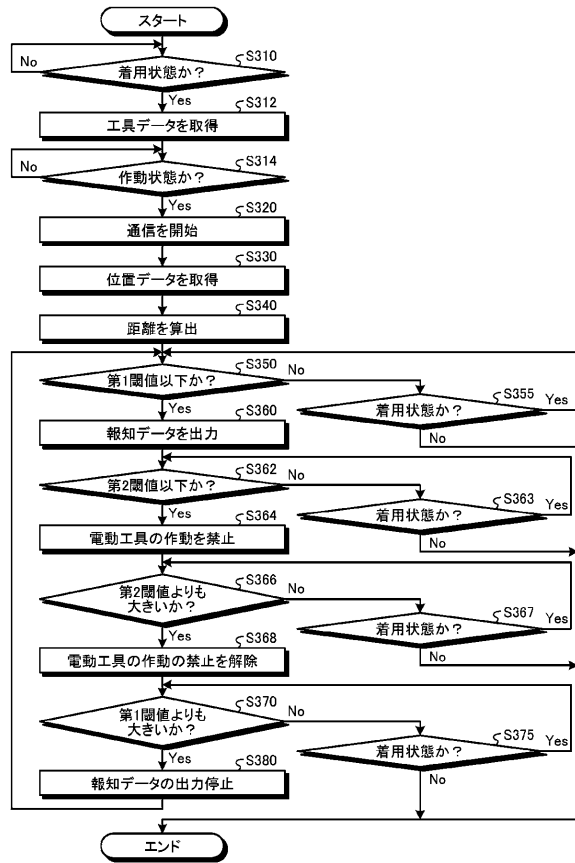 スタート
S310
No
着用状態か?
Yes
S312
工具データを取得
S314
No
作動状態か?
Yes
S320
通信を開始
S330
位置データを取得
S340
距離を算出
S350
第1閾値以下か?
No
S355
Yes
着用状態か?
Yes
S360
No
報知データを出力
S362
第2閾値以下か?
No
S363
Yes
着用状態か?
Yes
S364
No
電動工具の作動を禁止
S366
第2閾値よりも
大きいか?
No
S367
Yes
着用状態か?
Yes
S368
No
電動工具の作動の禁止を解除
S370
第1閾値よりも
大きいか?
No
S375
Yes
着用状態か?
Yes
S380
No
報知データの出力停止
エンド